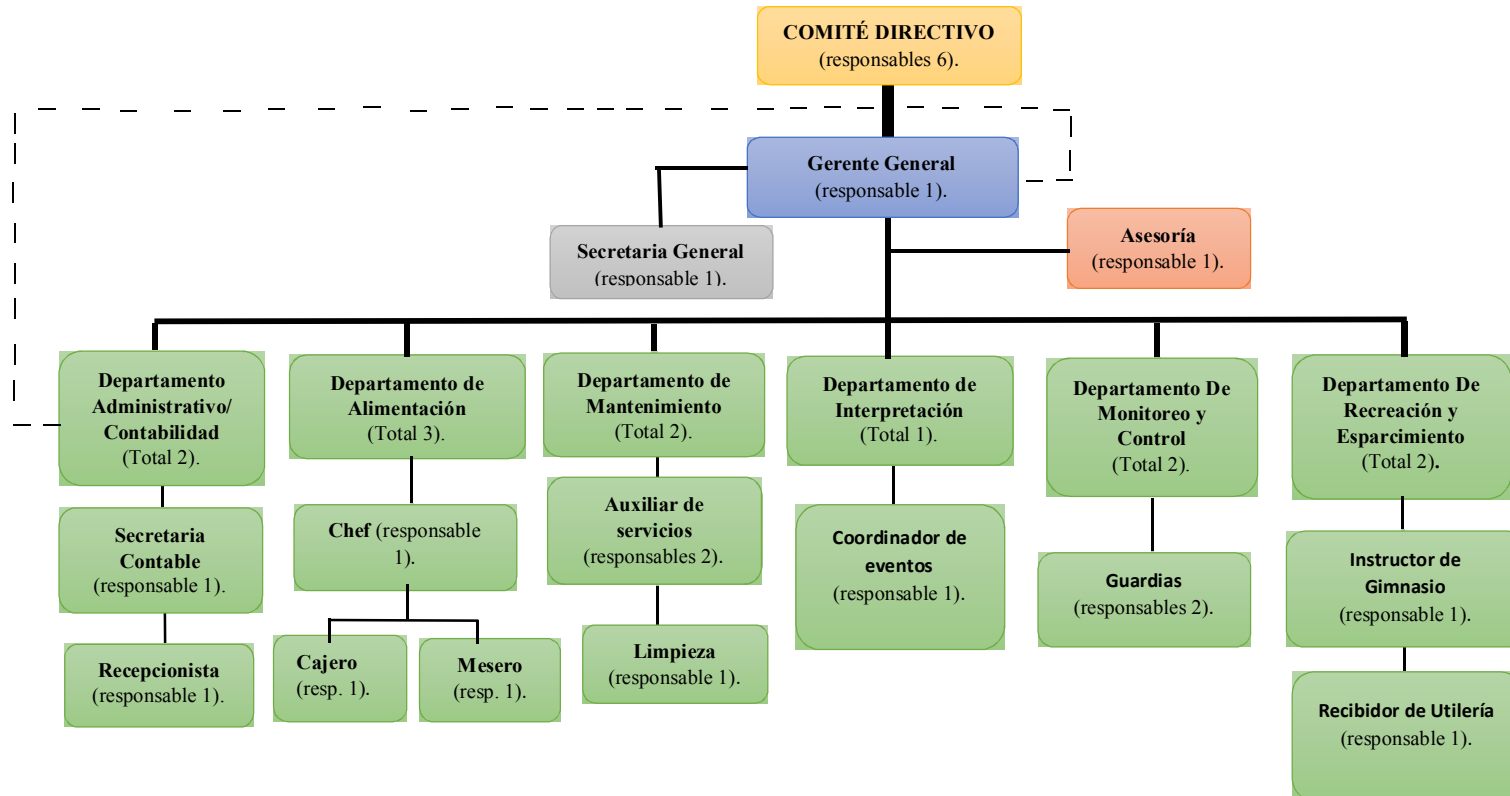 COMITÉ DIRECTIVO
(responsables 6).
Gerente General
(responsable 1).
Secretaria General
(responsable 1).
Asesoría
(responsable 1).
Departamento
Administrativo/
Contabilidad
(Total 2).
Departamento de
Alimentación
(Total 3).
Departamento de
Mantenimiento
(Total 2).
Departamento de
Interpretación
(Total 1).
Departamento De
Monitoreo y
Control
(Total 2).
Departamento De
Recreación y
Esparcimiento
(Total 2).
Secretaria
Contable
(responsable 1).
Chef (responsable
1).
Auxiliar de
servicios
(responsables 2).
Coordinador de
eventos
(responsable 1).
Guardias
(responsables 2).
Instructor de
Gimnasio
(responsable 1).
Recepcionista
(responsable 1).
Cajero
(resp. 1).
Mesero
(resp. 1).
Limpieza
(responsable 1).
Recibidor de Utilería
(responsable 1).